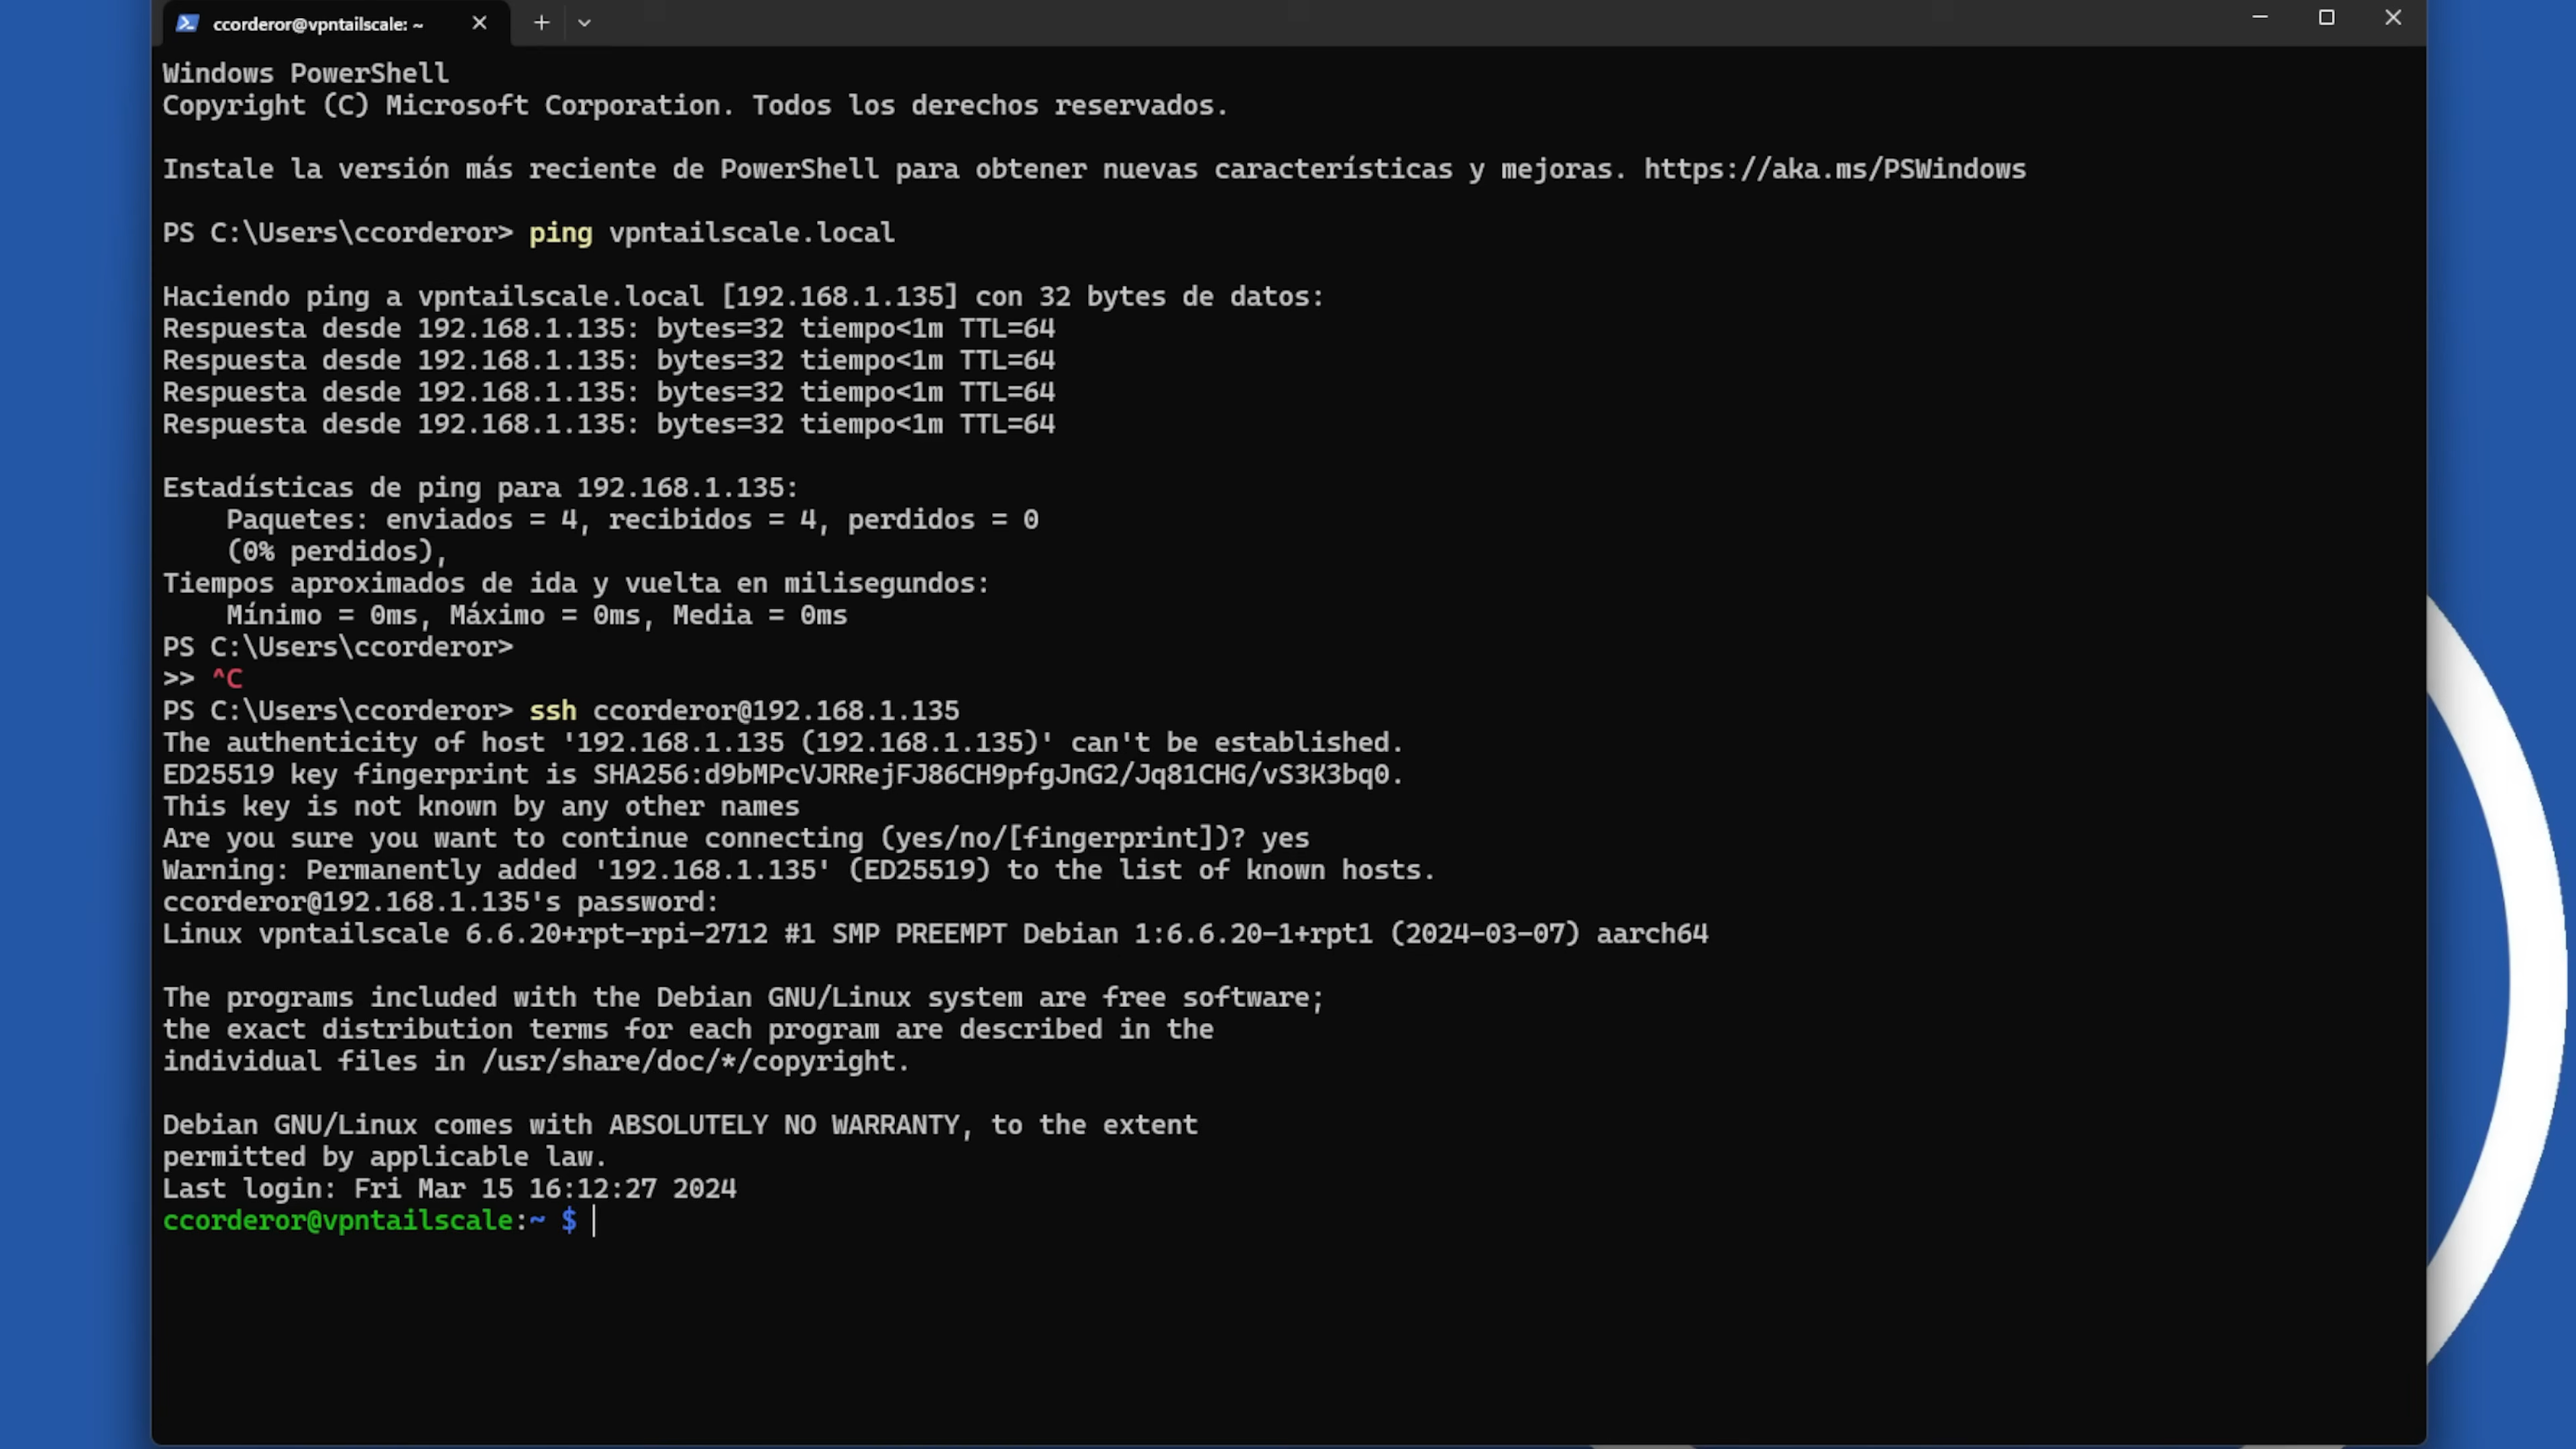 ccorderor@vpntailscale: ~
Windows PowerShell
Copyright (C) Microsoft Corporation. Todos los derechos reservados.
Instale la versión más reciente de PowerShell para obtener nuevas características y mejoras. https://aka.ms/PSWindows
PS C:\Users\ccorderor> ping vpntailscale.local
Haciendo ping a vpntailscale.local [192.168.1.135] con 32 bytes de datos:
Respuesta desde 192.168.1.135: bytes=32 tiempo<1m TTL=64
Respuesta desde 192.168.1.135: bytes=32 tiempo<1m TTL=64
Respuesta desde 192.168.1.135: bytes=32 tiempo<1m TTL=64
Respuesta desde 192.168.1.135: bytes=32 tiempo<1m TTL=64
Estadísticas de ping para 192.168.1.135:
    Paquetes: enviados = 4, recibidos = 4, perdidos = 0
    (0% perdidos),
Tiempos aproximados de ida y vuelta en milisegundos:
    Mínimo = 0ms, Máximo = 0ms, Media = 0ms
PS C:\Users\ccorderor>
>> ^C
PS C:\Users\ccorderor> ssh ccorderor@192.168.1.135
The authenticity of host '192.168.1.135 (192.168.1.135)' can't be established.
ED25519 key fingerprint is SHA256:d9bMPcVJRRejFJ86CH9pfgJnG2/Jq81CHG/vS3K3bq0.
This key is not known by any other names
Are you sure you want to continue connecting (yes/no/[fingerprint])? yes
Warning: Permanently added '192.168.1.135' (ED25519) to the list of known hosts.
ccorderor@192.168.1.135's password:
Linux vpntailscale 6.6.20+rpt-rpi-2712 #1 SMP PREEMPT Debian 1:6.6.20-1+rpt1 (2024-03-07) aarch64
The programs included with the Debian GNU/Linux system are free software;
the exact distribution terms for each program are described in the
individual files in /usr/share/doc/*/copyright.
Debian GNU/Linux comes with ABSOLUTELY NO WARRANTY, to the extent
permitted by applicable law.
Last login: Fri Mar 15 16:12:27 2024
ccorderor@vpntailscale:~ $